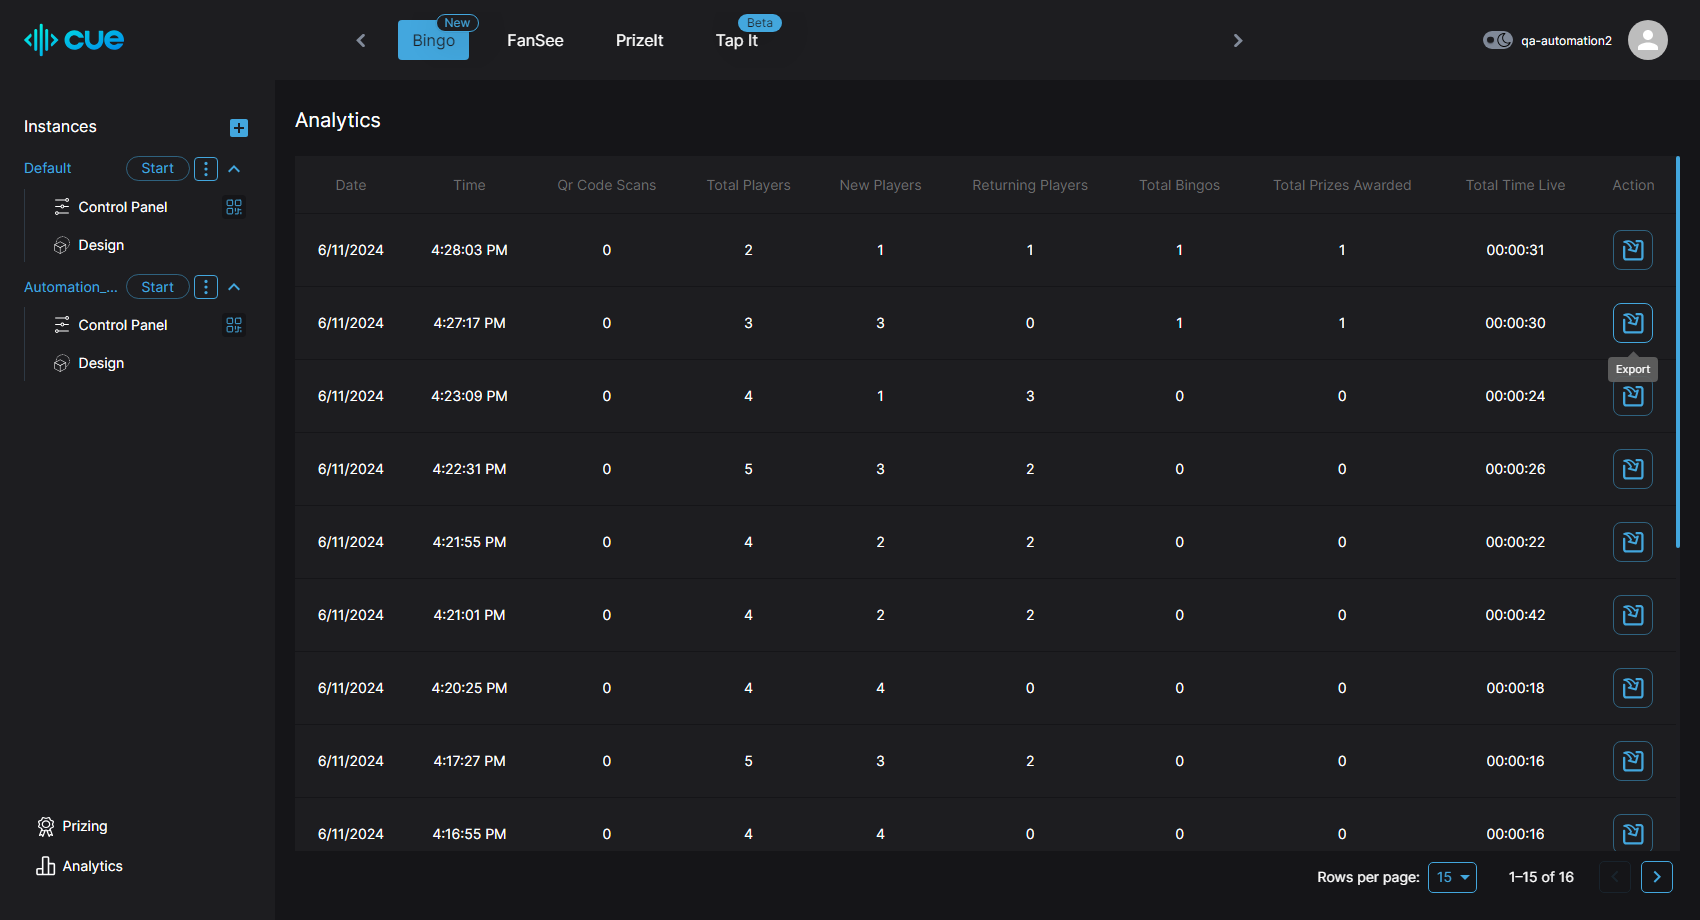 cue
Bingo New FanSee PrizeIt Tap It Beta
qa-automation2
Instances
Default Start
Control Panel
Design
Automation_... Start
Control Panel
Design
Prizing
Analytics
Analytics
Date Time Qr Code Scans Total Players New Players Returning Players Total Bingos Total Prizes Awarded Total Time Live Action
6/11/2024 4:28:03 PM 0 2 1 1 1 1 00:00:31
6/11/2024 4:27:17 PM 0 3 3 0 1 1 00:00:30
Export
6/11/2024 4:23:09 PM 0 4 1 3 0 0 00:00:24
6/11/2024 4:22:31 PM 0 5 3 2 0 0 00:00:26
6/11/2024 4:21:55 PM 0 4 2 2 0 0 00:00:22
6/11/2024 4:21:01 PM 0 4 2 2 0 0 00:00:42
6/11/2024 4:20:25 PM 0 4 4 0 0 0 00:00:18
6/11/2024 4:17:27 PM 0 5 3 2 0 0 00:00:16
6/11/2024 4:16:55 PM 0 4 4 0 0 0 00:00:16
Rows per page: 15 1–15 of 16